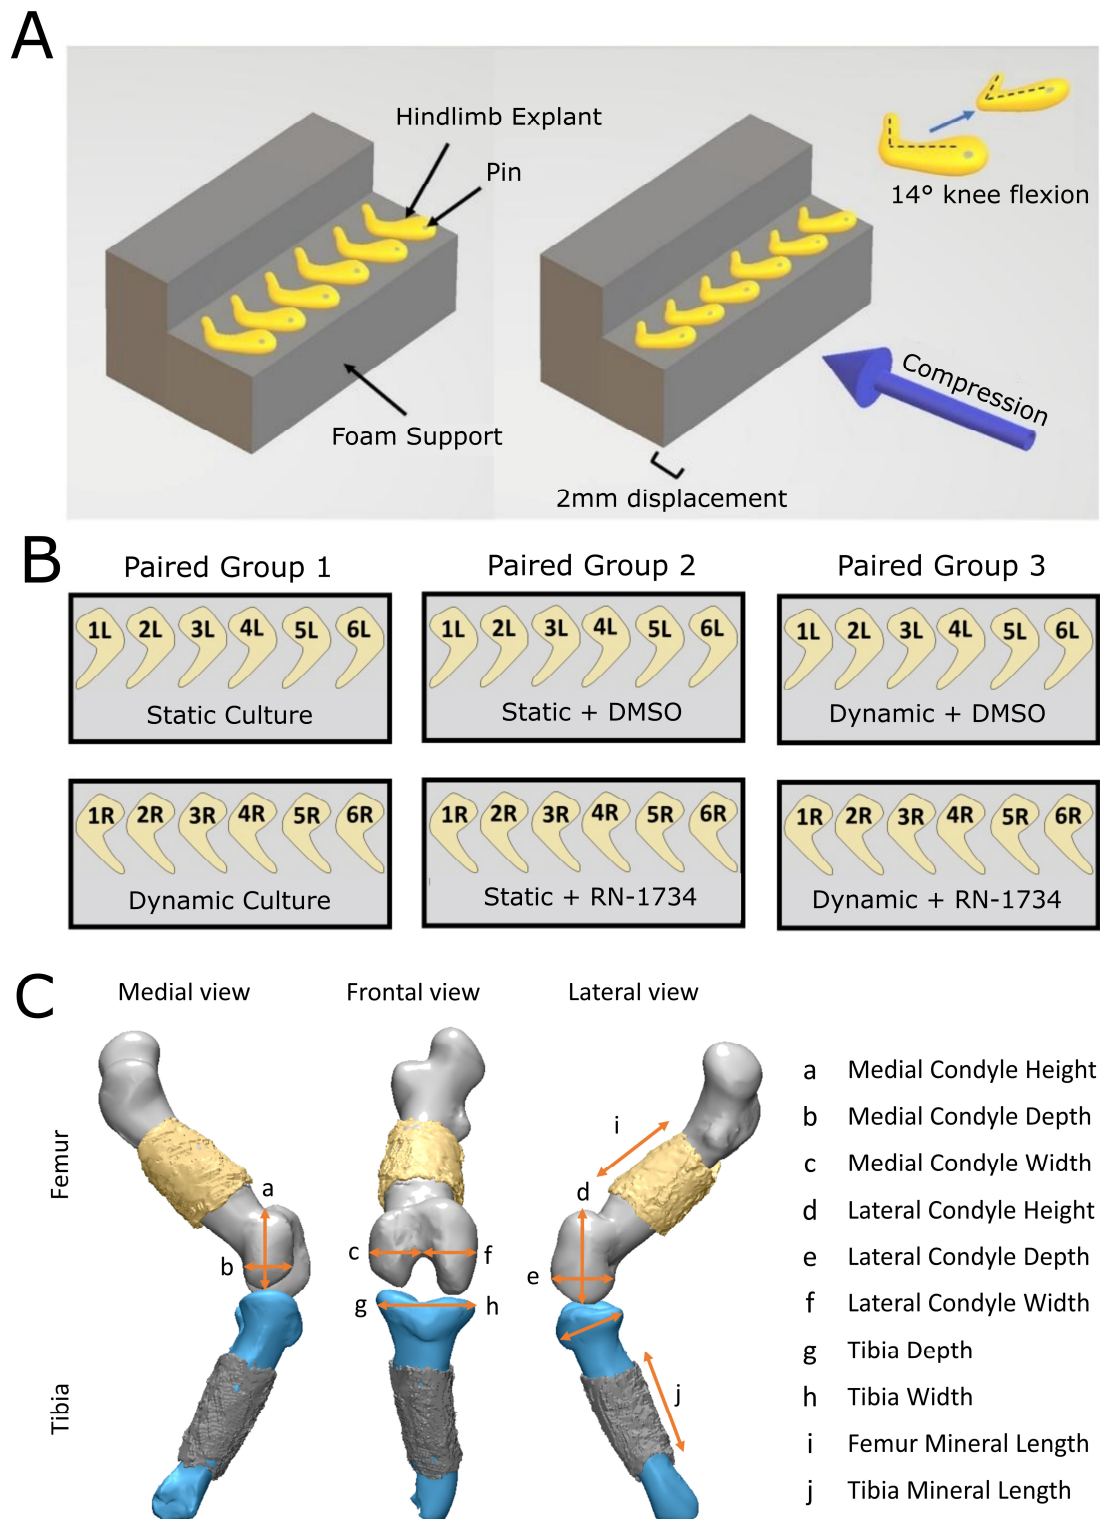 A
Hindlimb Explant
Pin
14° knee flexion
Compression
Foam Support
2mm displacement
B
Paired Group 1
Paired Group 2
Paired Group 3
1L 2L 3L 4L 5L 6L
Static Culture
1L 2L 3L 4L 5L 6L
Static + DMSO
1L 2L 3L 4L 5L 6L
Dynamic + DMSO
1R 2R 3R 4R 5R 6R
Dynamic Culture
1R 2R 3R 4R 5R 6R
Static + RN-1734
1R 2R 3R 4R 5R 6R
Dynamic + RN-1734
C
Medial view
Frontal view
Lateral view
Femur
Tibia
a
b
c
f
g
h
i
d
e
j
a Medial Condyle Height
b Medial Condyle Depth
c Medial Condyle Width
d Lateral Condyle Height
e Lateral Condyle Depth
f Lateral Condyle Width
g Tibia Depth
h Tibia Width
i Femur Mineral Length
j Tibia Mineral Length